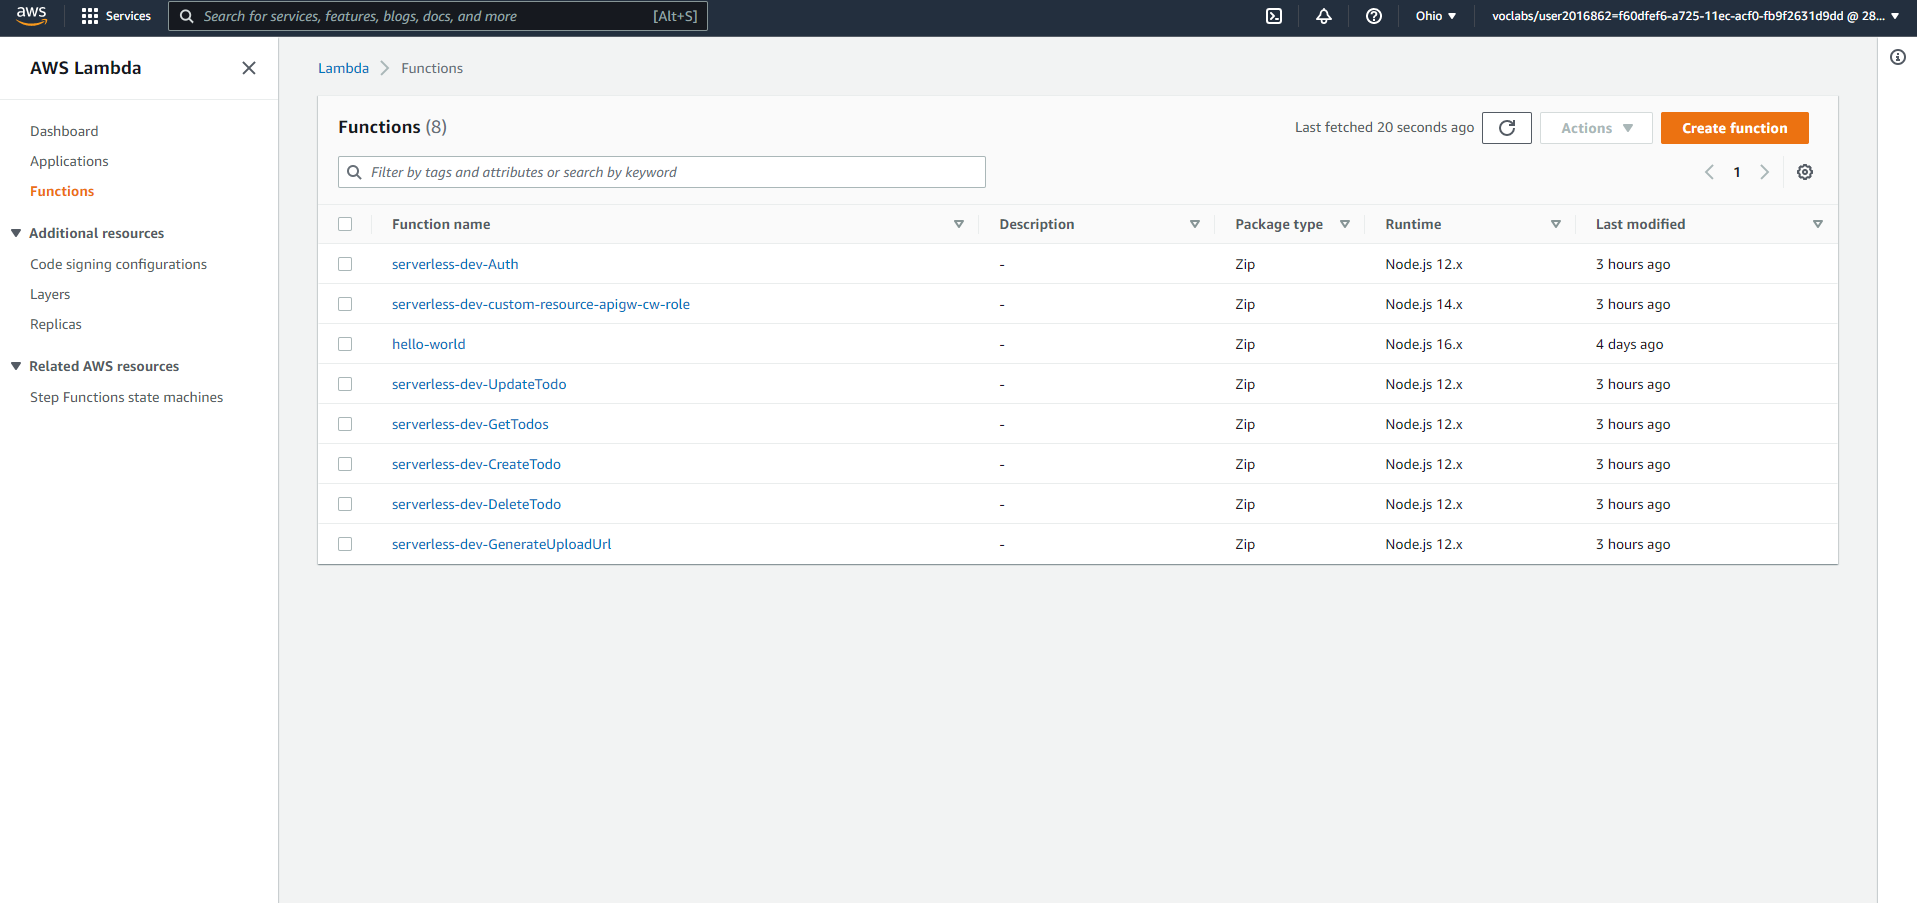 aws Services Search for services, features, blogs, docs, and more [Alt+S] Ohio voclabs/user2016862=f60dfef6-a725-11ec-acf0-fb9f2631d9dd @ 28...
AWS Lambda
Dashboard
Applications
Functions
Additional resources
Code signing configurations
Layers
Replicas
Related AWS resources
Step Functions state machines
Lambda Functions
Functions (8) Last fetched 20 seconds ago Actions Create function
Filter by tags and attributes or search by keyword 1
Function name Description Package type Runtime Last modified
serverless-dev-Auth - Zip Node.js 12.x 3 hours ago
serverless-dev-custom-resource-apigw-cw-role - Zip Node.js 14.x 3 hours ago
hello-world - Zip Node.js 16.x 4 days ago
serverless-dev-UpdateTodo - Zip Node.js 12.x 3 hours ago
serverless-dev-GetTodos - Zip Node.js 12.x 3 hours ago
serverless-dev-CreateTodo - Zip Node.js 12.x 3 hours ago
serverless-dev-DeleteTodo - Zip Node.js 12.x 3 hours ago
serverless-dev-GenerateUploadUrl - Zip Node.js 12.x 3 hours ago